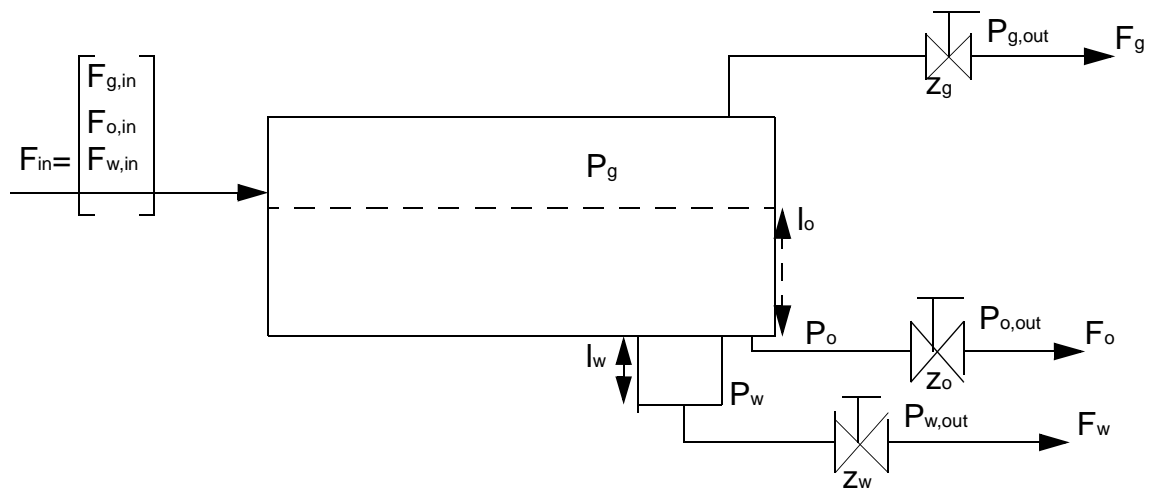 Pg,out
Fg
zg
Fg,in
Fo,in
Fin= Fw,in
Pg
lo
Po,out
Fo
Po
zo
lw
Pw
Pw,out
Fw
zw